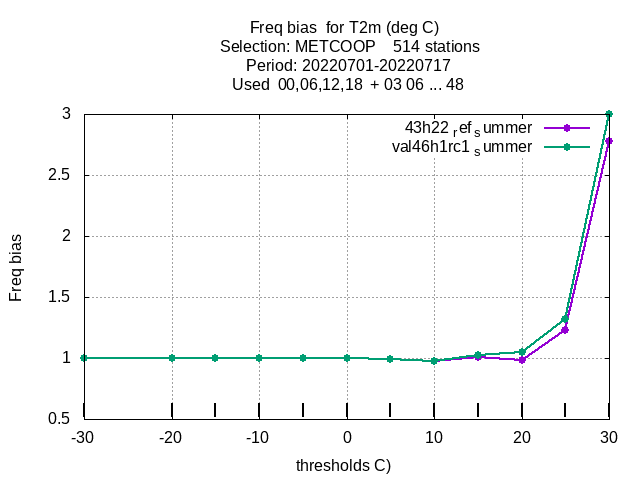 Freq bias  for T2m (deg C)
Selection: METCOOP    514 stations
Period: 20220701-20220717
Used  00,06,12,18  + 03 06 ... 48
3
43h22 ref summer
val46h1rc1 summer
2.5
2
Freq bias
1.5
1
0.5
-30 -20 -10 0 10 20 30
thresholds C)